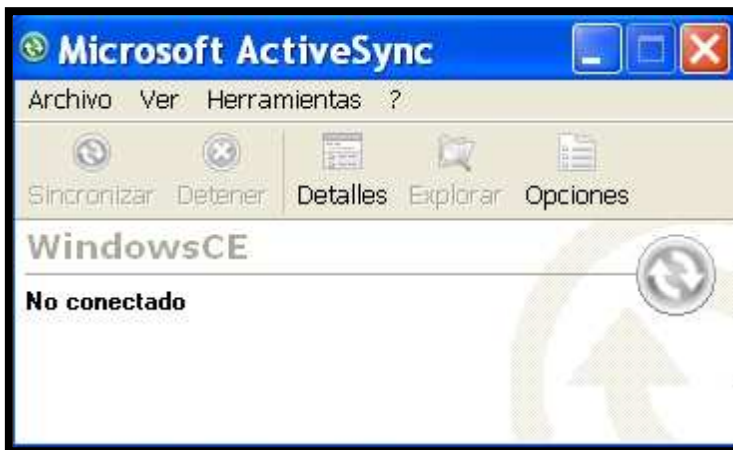 Microsoft ActiveSync
Archivo Ver Herramientas ?
Sincronizar Detener Detalles Explorar Opciones
WindowsCE
No conectado